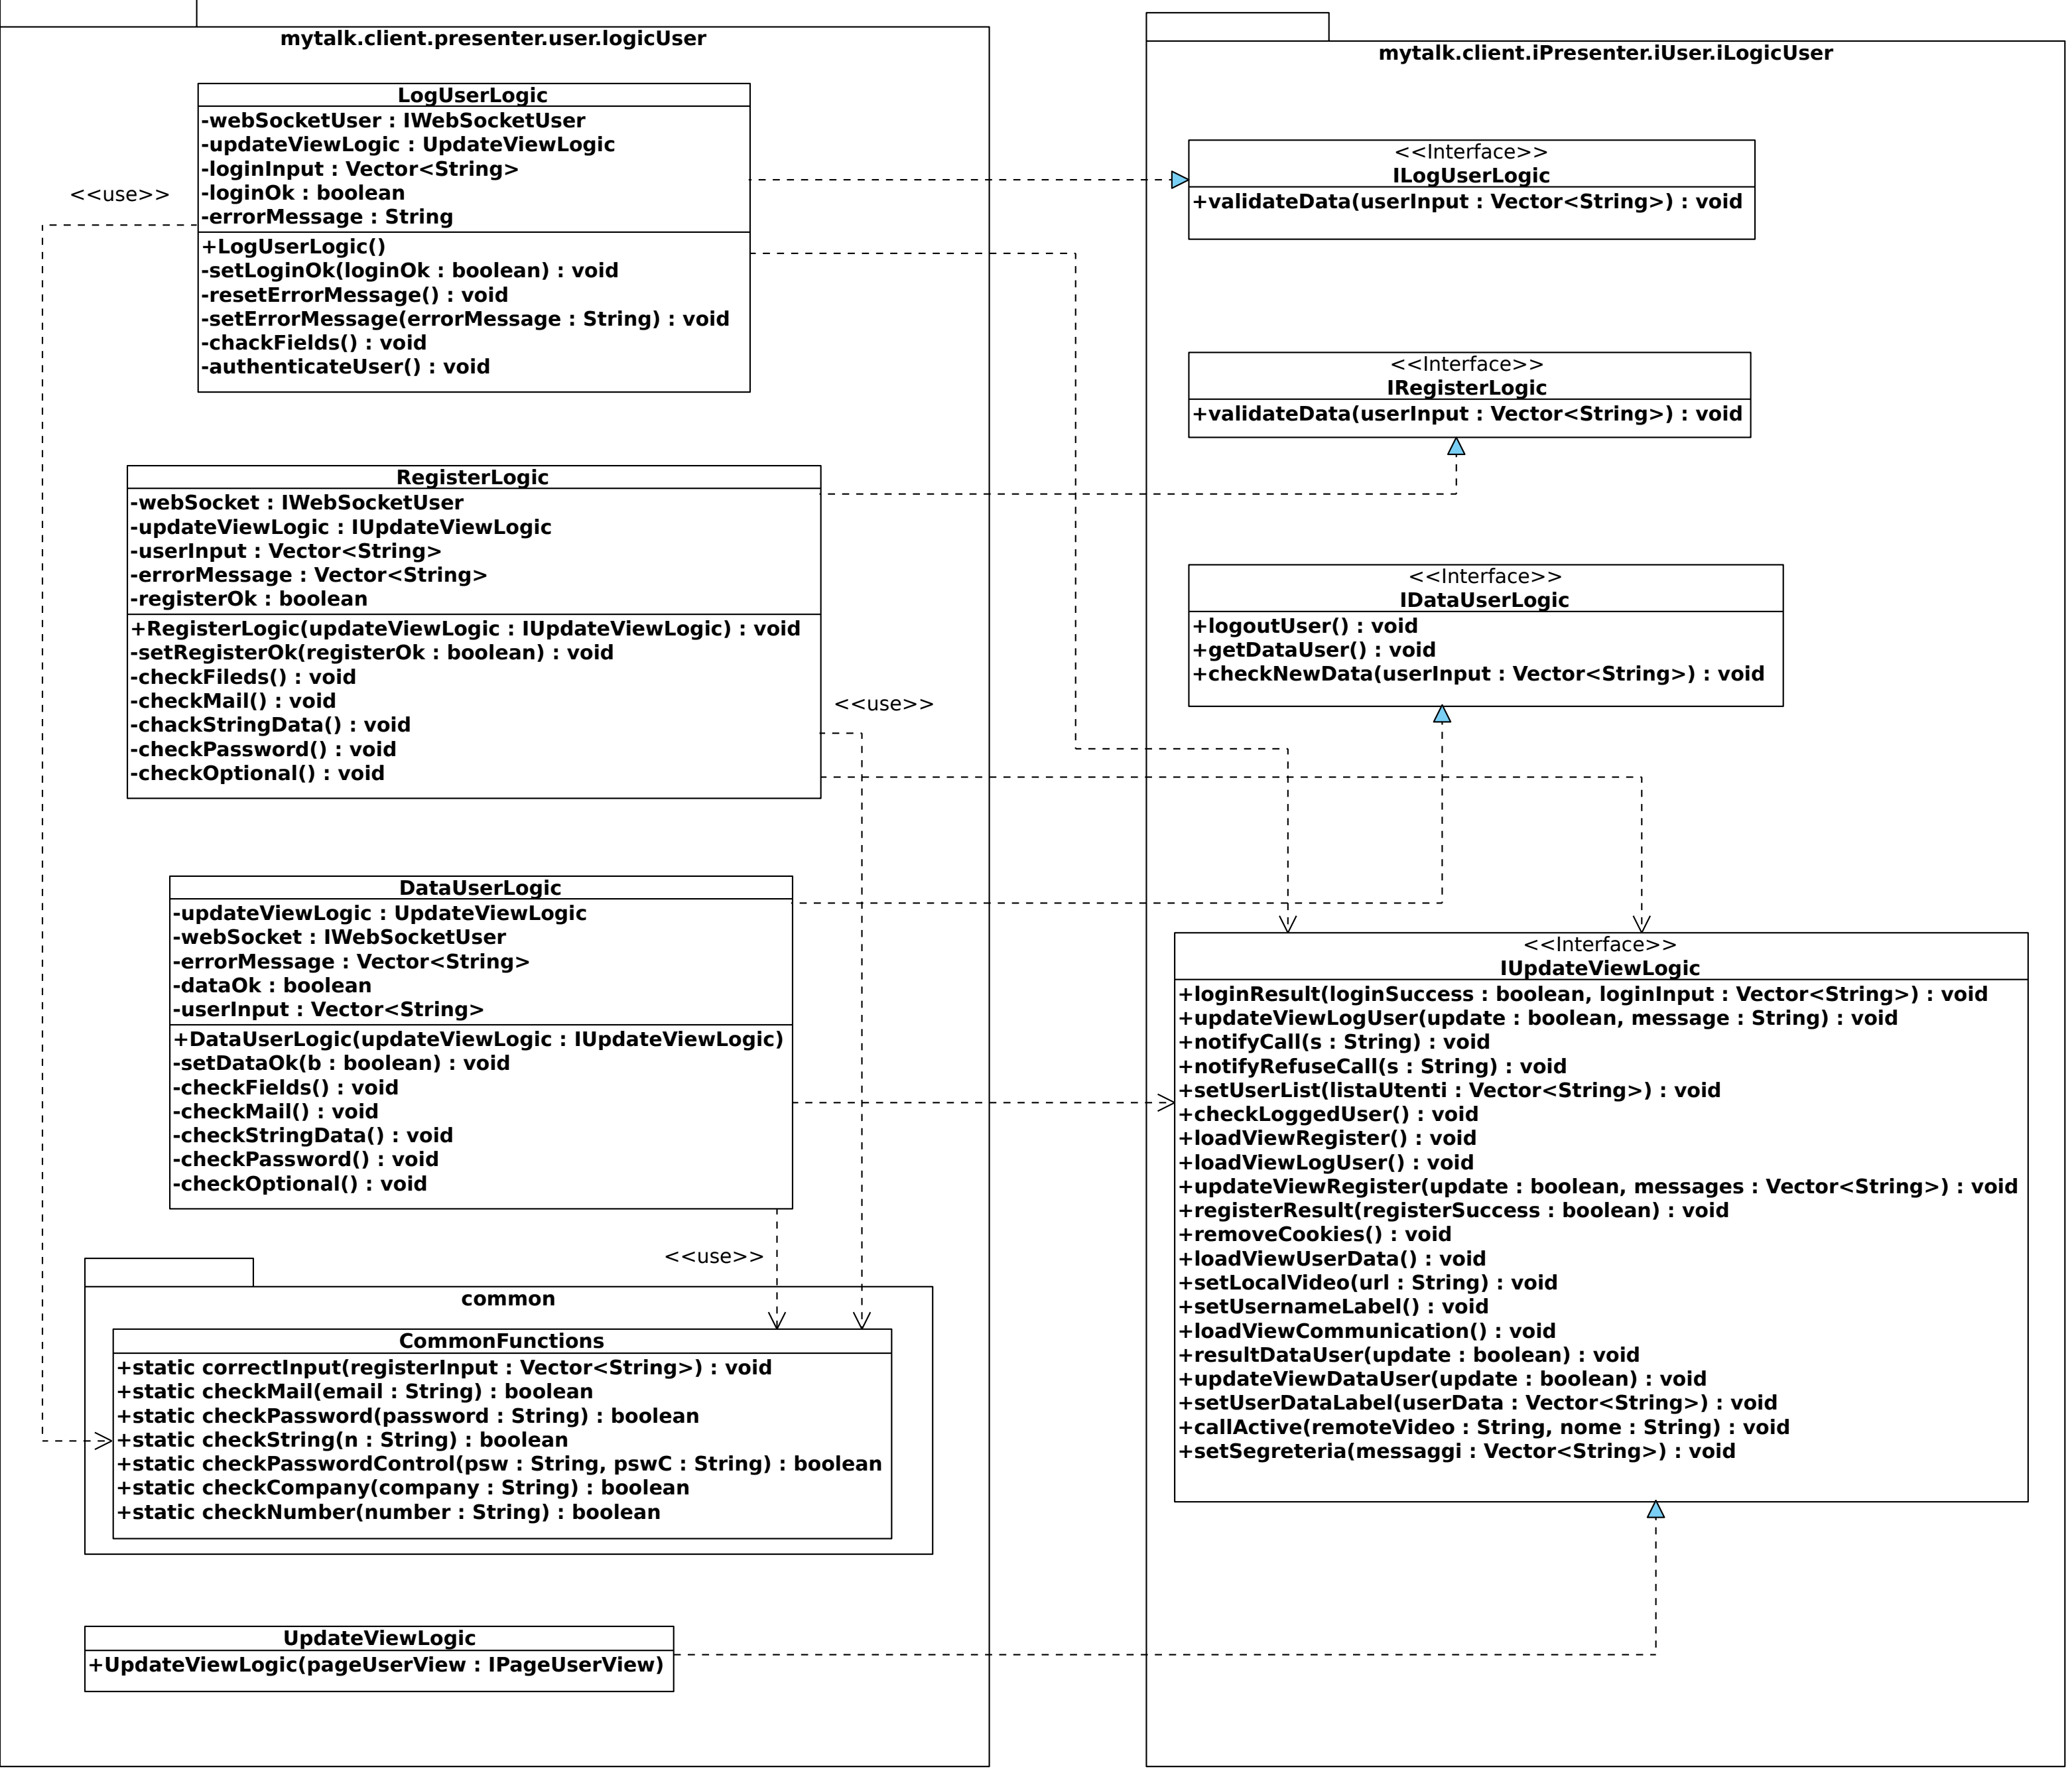 mytalk.client.presenter.user.logicUser
LogUserLogic
-webSocketUser : IWebSocketUser
-updateViewLogic : UpdateViewLogic
-loginInput : Vector<String>
-loginOk : boolean
-errorMessage : String
+LogUserLogic()
-setLoginOk(loginOk : boolean) : void
-resetErrorMessage() : void
-setErrorMessage(errorMessage : String) : void
-chackFields() : void
-authenticateUser() : void
<<use>>
RegisterLogic
-webSocket : IWebSocketUser
-updateViewLogic : IUpdateViewLogic
-userInput : Vector<String>
-errorMessage : Vector<String>
-registerOk : boolean
+RegisterLogic(updateViewLogic : IUpdateViewLogic) : void
-setRegisterOk(registerOk : boolean) : void
-checkFileds() : void
-checkMail() : void
-chackStringData() : void
-checkPassword() : void
-checkOptional() : void
<<use>>
DataUserLogic
-updateViewLogic : UpdateViewLogic
-webSocket : IWebSocketUser
-errorMessage : Vector<String>
-dataOk : boolean
-userInput : Vector<String>
+DataUserLogic(updateViewLogic : IUpdateViewLogic)
-setDataOk(b : boolean) : void
-checkFields() : void
-checkMail() : void
-checkStringData() : void
-checkPassword() : void
-checkOptional() : void
<<use>>
common
CommonFunctions
+static correctInput(registerInput : Vector<String>) : void
+static checkMail(email : String) : boolean
+static checkPassword(password : String) : boolean
+static checkString(n : String) : boolean
+static checkPasswordControl(psw : String, pswC : String) : boolean
+static checkCompany(company : String) : boolean
+static checkNumber(number : String) : boolean
UpdateViewLogic
+UpdateViewLogic(pageUserView : IPageUserView)
mytalk.client.iPresenter.iUser.iLogicUser
<<Interface>>
ILogUserLogic
+validateData(userInput : Vector<String>) : void
<<Interface>>
IRegisterLogic
+validateData(userInput : Vector<String>) : void
<<Interface>>
IDataUserLogic
+logoutUser() : void
+getDataUser() : void
+checkNewData(userInput : Vector<String>) : void
<<Interface>>
IUpdateViewLogic
+loginResult(loginSuccess : boolean, loginInput : Vector<String>) : void
+updateViewLogUser(update : boolean, message : String) : void
+notifyCall(s : String) : void
+notifyRefuseCall(s : String) : void
+setUserList(listaUtenti : Vector<String>) : void
+checkLoggedUser() : void
+loadViewRegister() : void
+loadViewLogUser() : void
+updateViewRegister(update : boolean, messages : Vector<String>) : void
+registerResult(registerSuccess : boolean) : void
+removeCookies() : void
+loadViewUserData() : void
+setLocalVideo(url : String) : void
+setUsernameLabel() : void
+loadViewCommunication() : void
+resultDataUser(update : boolean) : void
+updateViewDataUser(update : boolean) : void
+setUserDataLabel(userData : Vector<String>) : void
+callActive(remoteVideo : String, nome : String) : void
+setSegreteria(messaggi : Vector<String>) : void